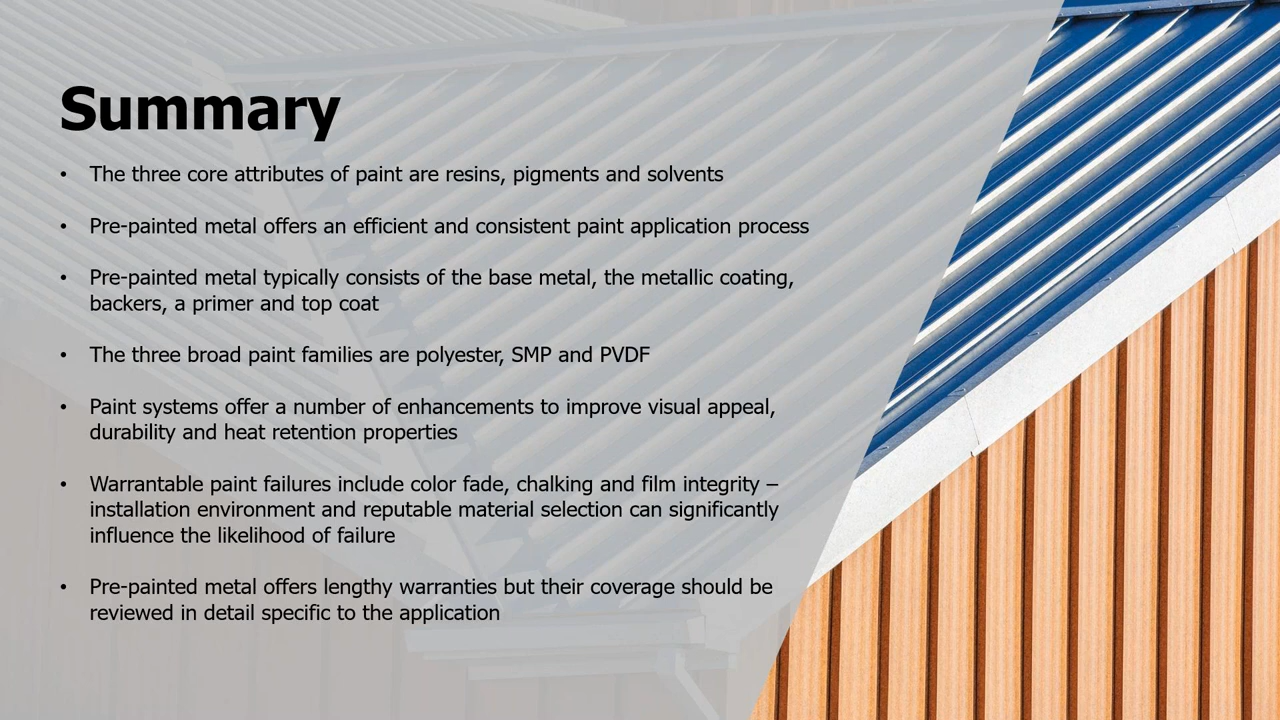 Summary
• The three core attributes of paint are resins, pigments and solvents
• Pre-painted metal offers an efficient and consistent paint application process
• Pre-painted metal typically consists of the base metal, the metallic coating,
backers, a primer and top coat
• The three broad paint families are polyester, SMP and PVDF
• Paint systems offer a number of enhancements to improve visual appeal,
durability and heat retention properties
• Warrantable paint failures include color fade, chalking and film integrity –
installation environment and reputable material selection can significantly
influence the likelihood of failure
• Pre-painted metal offers lengthy warranties but their coverage should be
reviewed in detail specific to the application